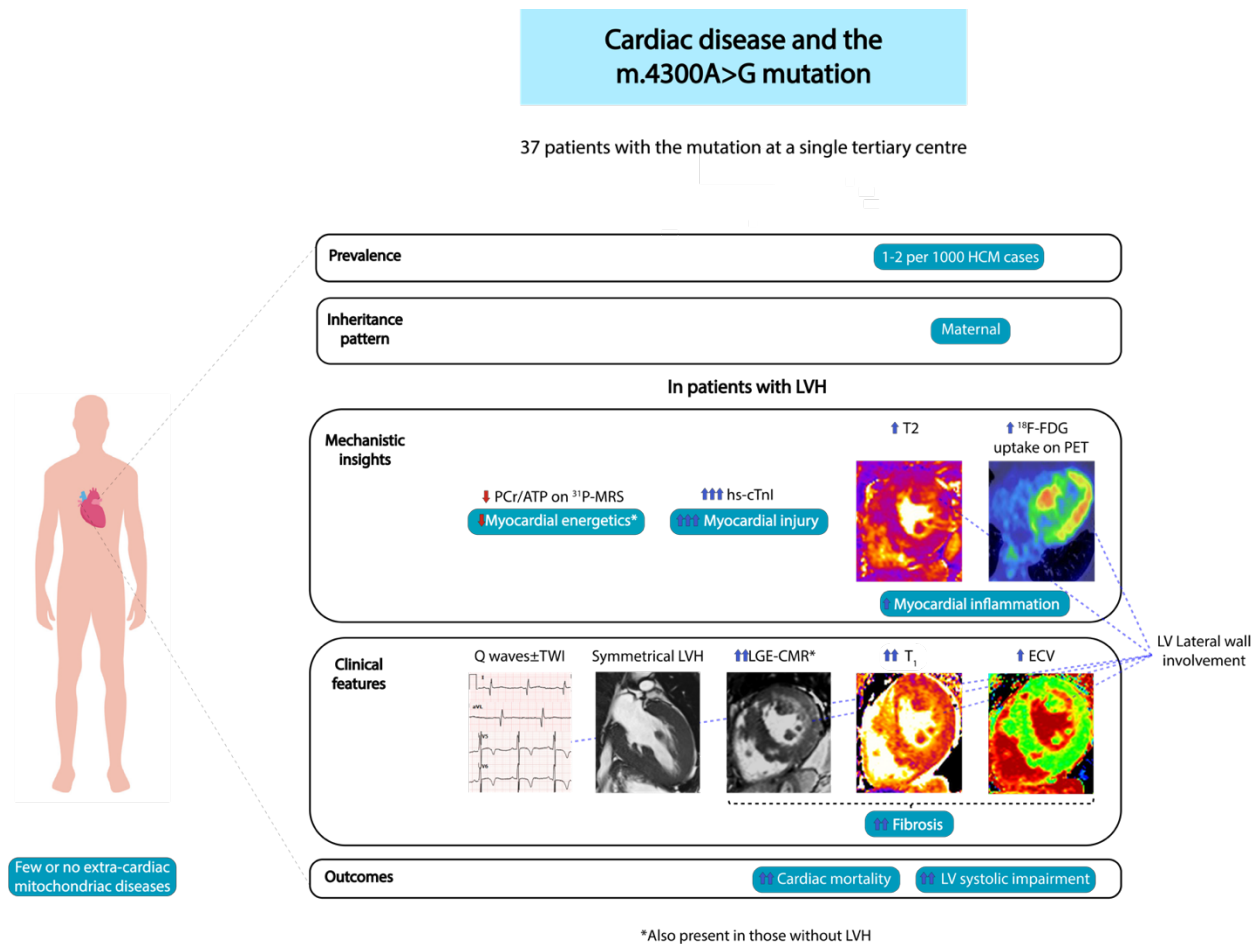 Cardiac disease and the
m.4300A>G mutation
37 patients with the mutation at a single tertiary centre
Prevalence
1-2 per 1000 HCM cases
Inheritance
pattern
Maternal
In patients with LVH
Mechanistic
insights
↓ PCr/ATP on ³¹P-MRS
↓Myocardial energetics*
↑↑↑ hs-cTnI
↑↑↑ Myocardial injury
↑ T2
↑ ¹⁸F-FDG
uptake on PET
↑ Myocardial inflammation
LV Lateral wall
involvement
Clinical
features
Q waves±TWI
I
aVL
V5
V6
Symmetrical LVH
↑↑LGE-CMR*
↑↑ T₁
↑ ECV
↑↑ Fibrosis
Few or no extra-cardiac
mitochondriac diseases
Outcomes
↑↑ Cardiac mortality
↑↑ LV systolic impairment
*Also present in those without LVH